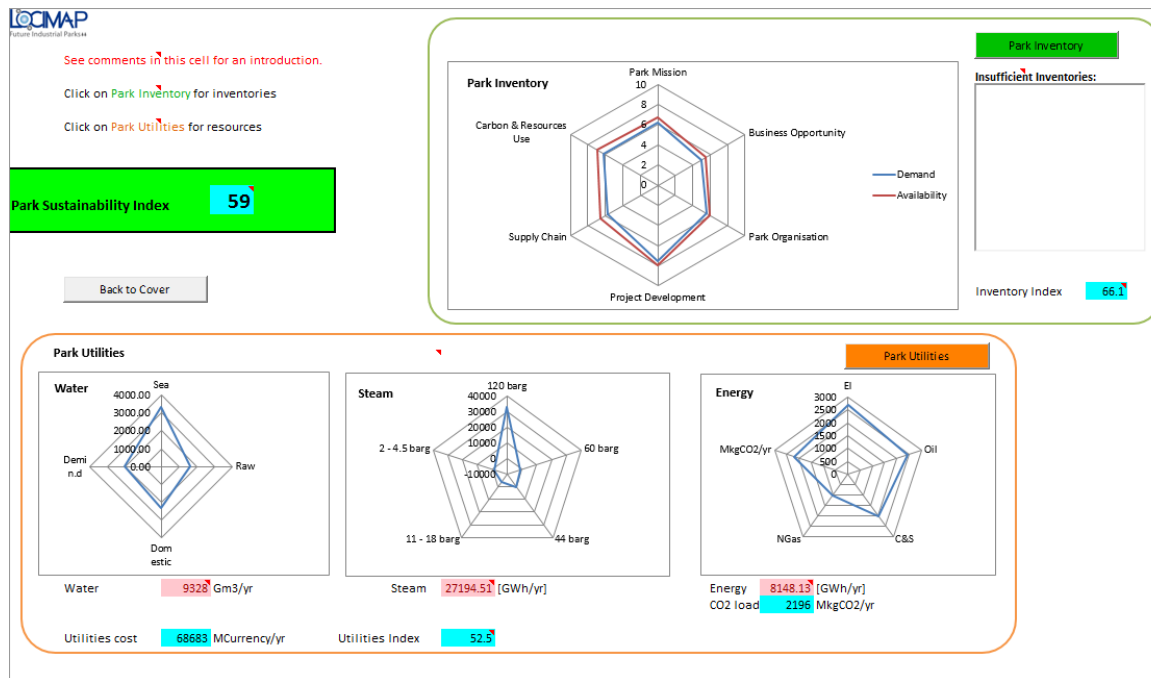 LOCIMAP
Future Industrial Parks
See comments in this cell for an introduction.
Click on Park Inventory for inventories
Click on Park Utilities for resources
Park Sustainability Index 59
Back to Cover
Park Inventory
Park Inventory
Park Mission
10
8
6
4
2
0
Business Opportunity
Park Organisation
Project Development
Supply Chain
Carbon & Resources
Use
Demand
Availability
Insufficient Inventories:
Inventory Index 66.1
Park Utilities
Park Utilities
Water
Sea
4000.00
3000.00
2000.00
1000.00
0.00
Raw
Dom
estic
Demi
n.d
Steam
120 barg
40000
30000
20000
10000
0
-10000
60 barg
44 barg
11 - 18 barg
2 - 4.5 barg
Energy
El
3000
2500
2000
1500
1000
500
0
Oil
C&S
NGas
MkgCO2/yr
Water 9328 Gm3/yr
Steam 27194.51 [GWh/yr]
Energy 8148.13 [GWh/yr]
CO2 load 2196 MkgCO2/yr
Utilities cost 68683 MCurrency/yr
Utilities Index 52.5